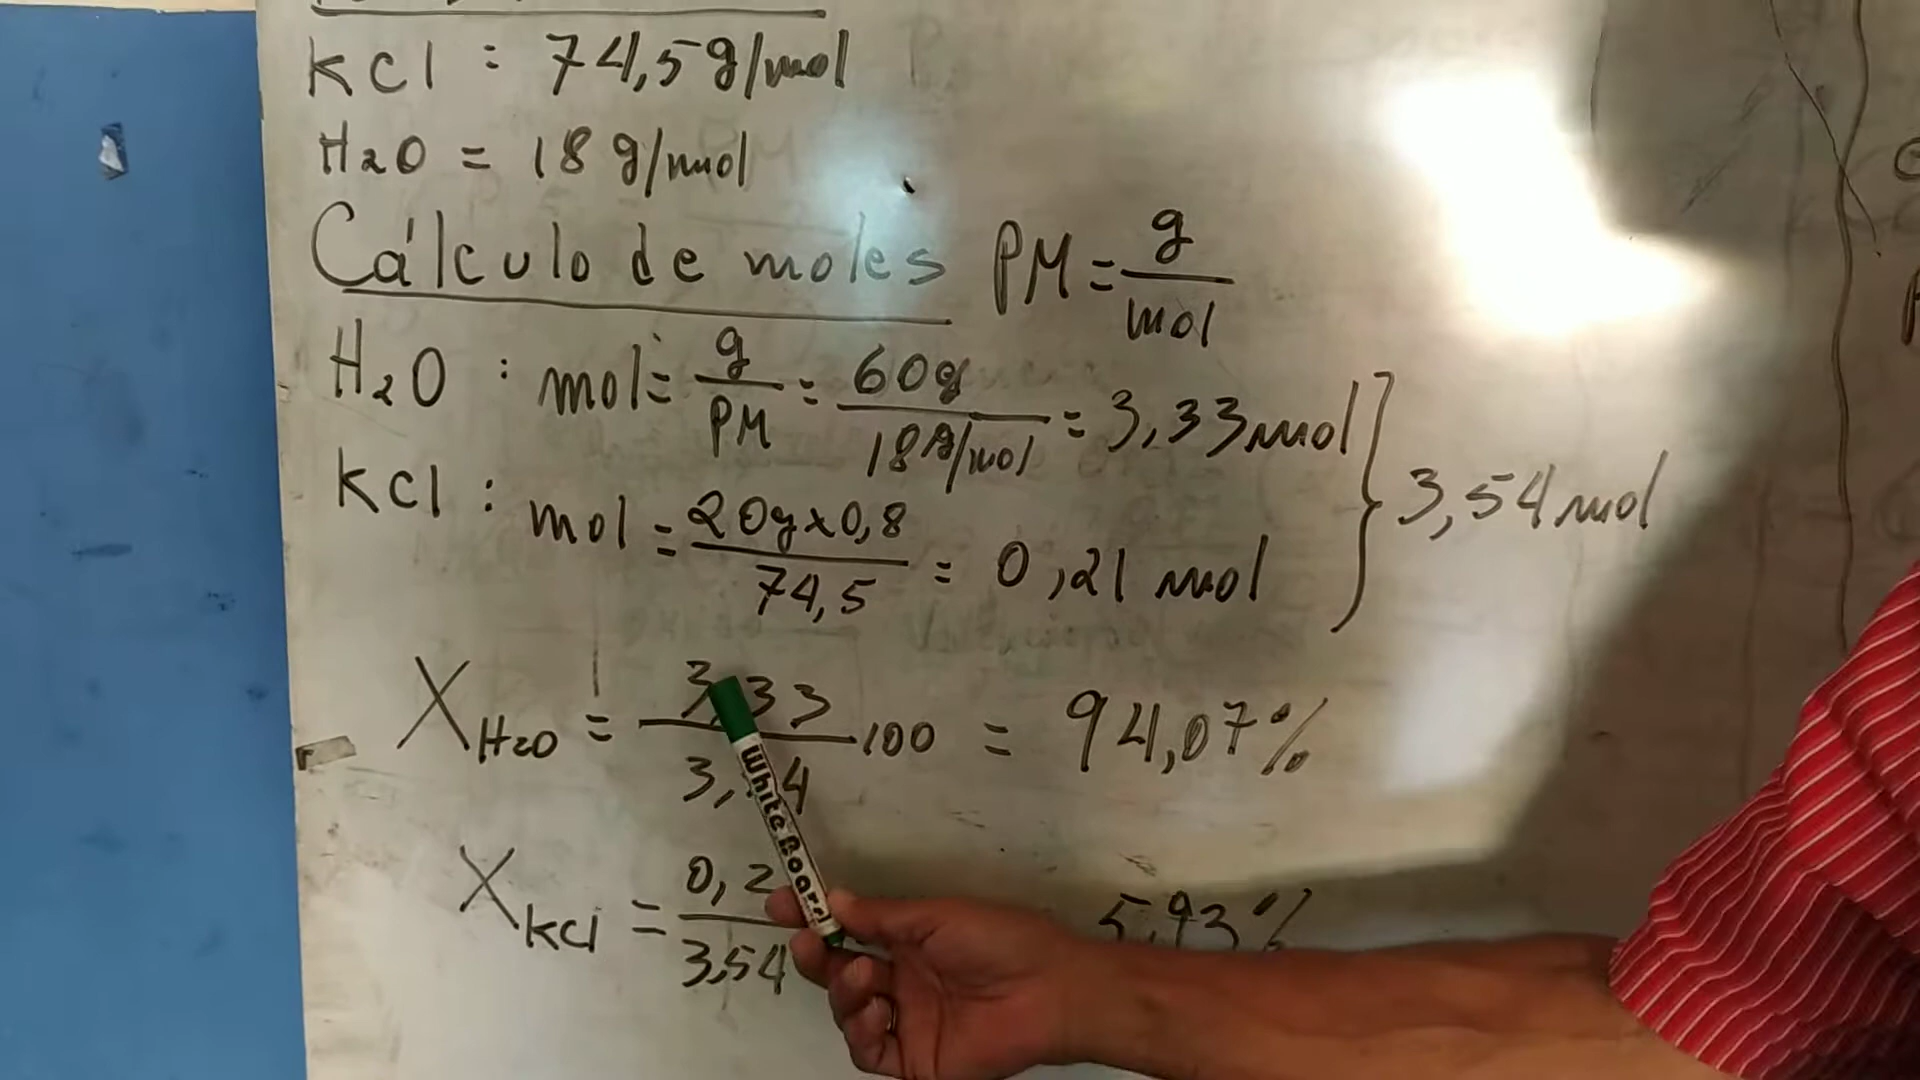 KCl : 74,5 g/mol
H2O = 18 g/mol
Cálculo de moles PM = g/mol
H2O : mol = g/PM = 60g/18g/mol = 3,33 mol
3,54 mol
KCl : mol = 20g x 0,8/74,5 = 0,21 mol
X H2O = 3,33/3,54 100 = 94,07%
X KCl = 0,2 /3,54 5,93%
White Board